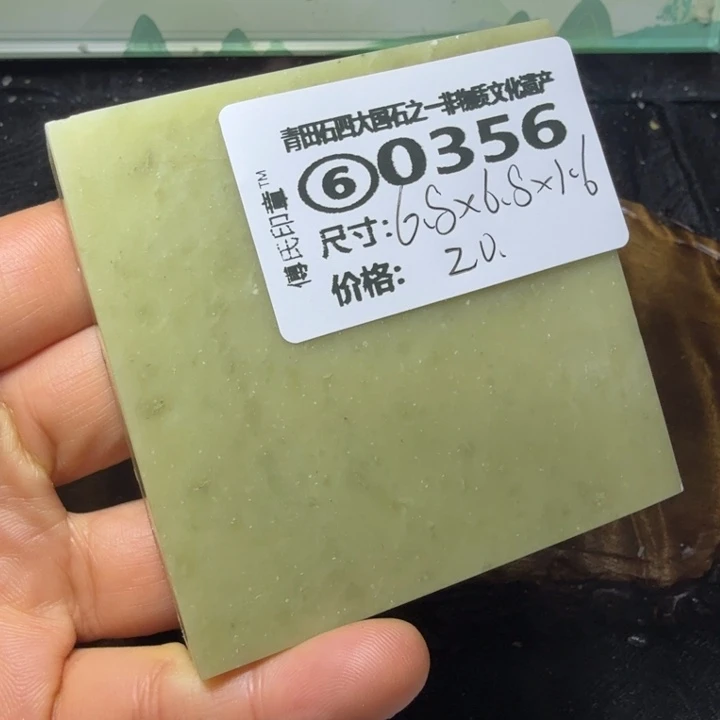 青田石四大国石之一非物质文化遗产
⑥0356
尺寸:6.8×6.8×1.6
价格: 20.
傅氏印章™